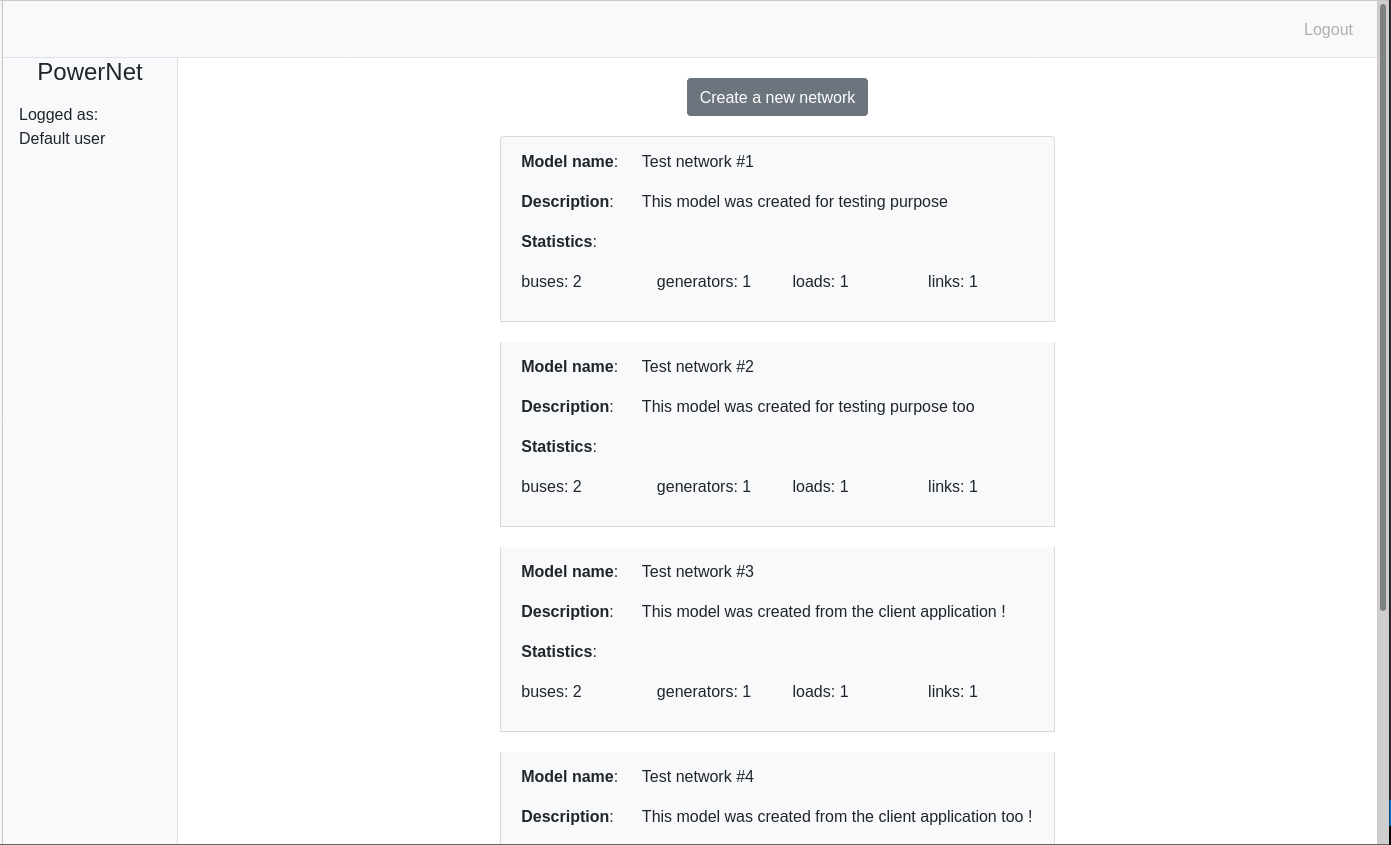 Logout
PowerNet
Logged as:
Default user
Create a new network
Model name: Test network #1
Description: This model was created for testing purpose
Statistics:
buses: 2 generators: 1 loads: 1 links: 1
Model name: Test network #2
Description: This model was created for testing purpose too
Statistics:
buses: 2 generators: 1 loads: 1 links: 1
Model name: Test network #3
Description: This model was created from the client application !
Statistics:
buses: 2 generators: 1 loads: 1 links: 1
Model name: Test network #4
Description: This model was created from the client application too !